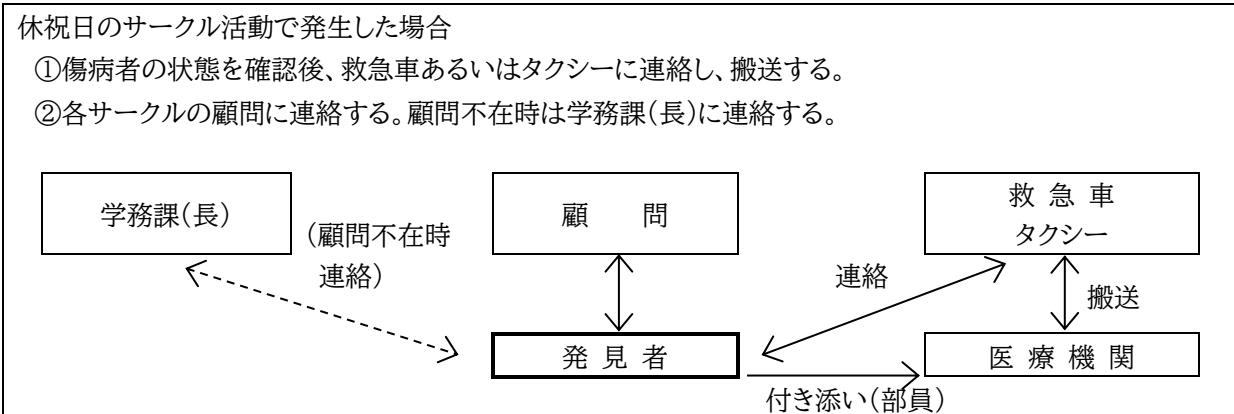 休祝日のサークル活動で発生した場合
①傷病者の状態を確認後、救急車あるいはタクシーに連絡し、搬送する。
②各サークルの顧問に連絡する。顧問不在時は学務課(長)に連絡する。
学務課(長)
(顧問不在時
連絡)
顧 問
救 急 車
タクシー
連絡
搬送
発 見 者
医 療 機 関
付き添い(部員)